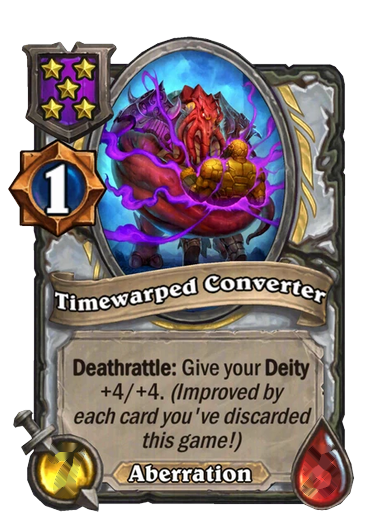 1
Timewarped Converter
Deathrattle: Give your Deity
+4/+4. (Improved by
each card you've discarded
this game!)
Aberration